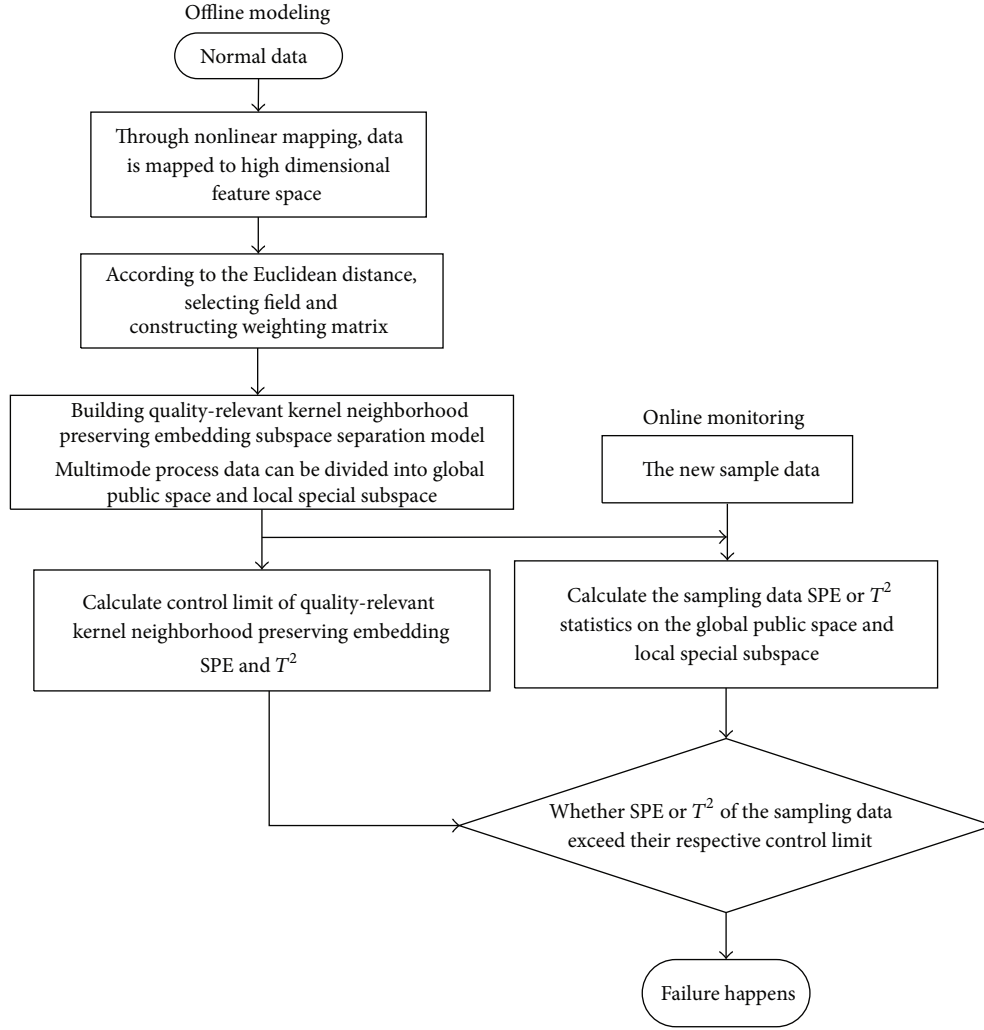 Offline modeling
Normal data
Through nonlinear mapping, data
is mapped to high dimensional
feature space
According to the Euclidean distance,
selecting field and
constructing weighting matrix
Building quality-relevant kernel neighborhood
preserving embedding subspace separation model
Multimode process data can be divided into global
public space and local special subspace
Online monitoring
The new sample data
Calculate control limit of quality-relevant
kernel neighborhood preserving embedding
SPE and T²
Calculate the sampling data SPE or T²
statistics on the global public space and
local special subspace
Whether SPE or T² of the sampling data
exceed their respective control limit
Failure happens